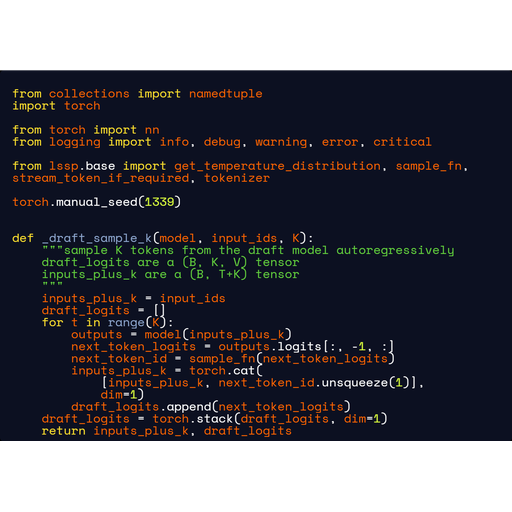 from collections import namedtuple
import torch

from torch import nn
from logging import info, debug, warning, error, critical

from lssp.base import get_temperature_distribution, sample_fn,
stream_token_if_required, tokenizer

torch.manual_seed(1339)


def _draft_sample_k(model, input_ids, K):
    """sample K tokens from the draft model autoregressively
    draft_logits are a (B, K, V) tensor
    inputs_plus_k are a (B, T+K) tensor
    """
    inputs_plus_k = input_ids
    draft_logits = []
    for t in range(K):
        outputs = model(inputs_plus_k)
        next_token_logits = outputs.logits[:, -1, :]
        next_token_id = sample_fn(next_token_logits)
        inputs_plus_k = torch.cat(
            [inputs_plus_k, next_token_id.unsqueeze(1)],
            dim=1)
        draft_logits.append(next_token_logits)
    draft_logits = torch.stack(draft_logits, dim=1)
    return inputs_plus_k, draft_logits